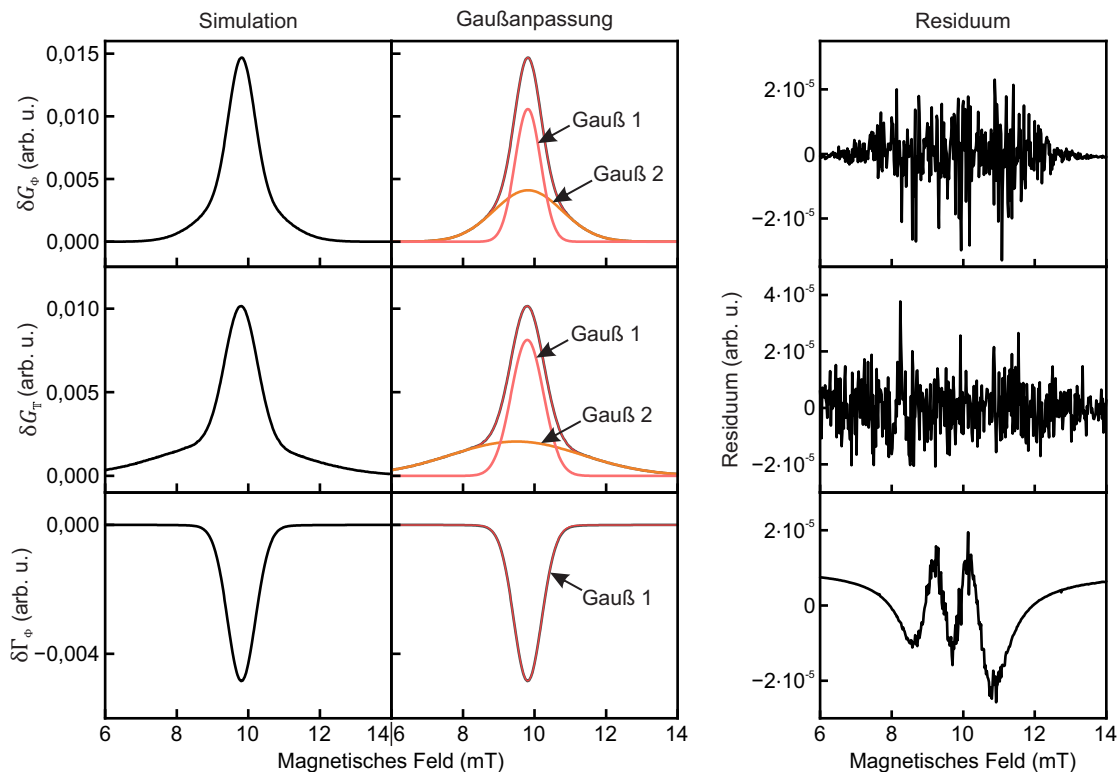 Simulation
Gaußanpassung
Residuum
δG_Φ (arb. u.)
0,015
0,010
0,005
0,000
Gauß 1
Gauß 2
2·10⁻⁵
0
−2·10⁻⁵
δG_𝕋 (arb. u.)
0,010
0,005
0,000
Gauß 1
Gauß 2
Residuum (arb. u.)
4·10⁻⁵
2·10⁻⁵
0
−2·10⁻⁵
δΓ_Φ (arb. u.)
0,000
−0,004
Gauß 1
2·10⁻⁵
0
−2·10⁻⁵
6 8 10 12 14 8 10 12 14
6 8 10 12 14
Magnetisches Feld (mT)
Magnetisches Feld (mT)